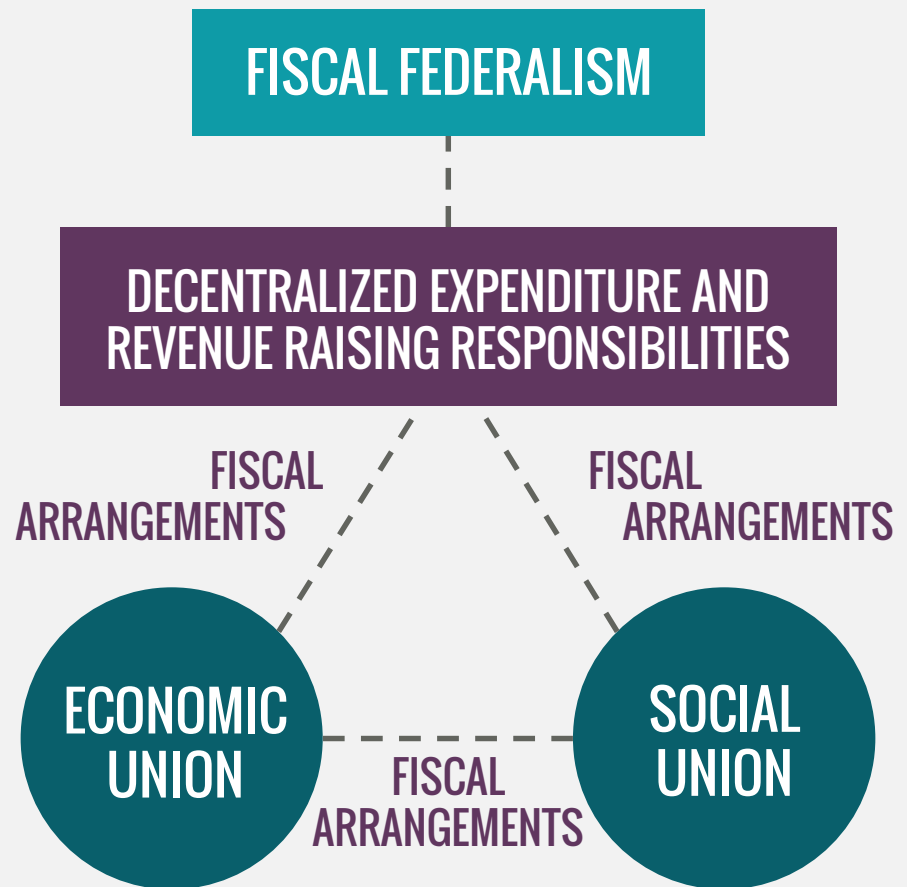 FISCAL FEDERALISM
DECENTRALIZED EXPENDITURE AND
REVENUE RAISING RESPONSIBILITIES
FISCAL
ARRANGEMENTS
FISCAL
ARRANGEMENTS
ECONOMIC
UNION
SOCIAL
UNION
FISCAL
ARRANGEMENTS